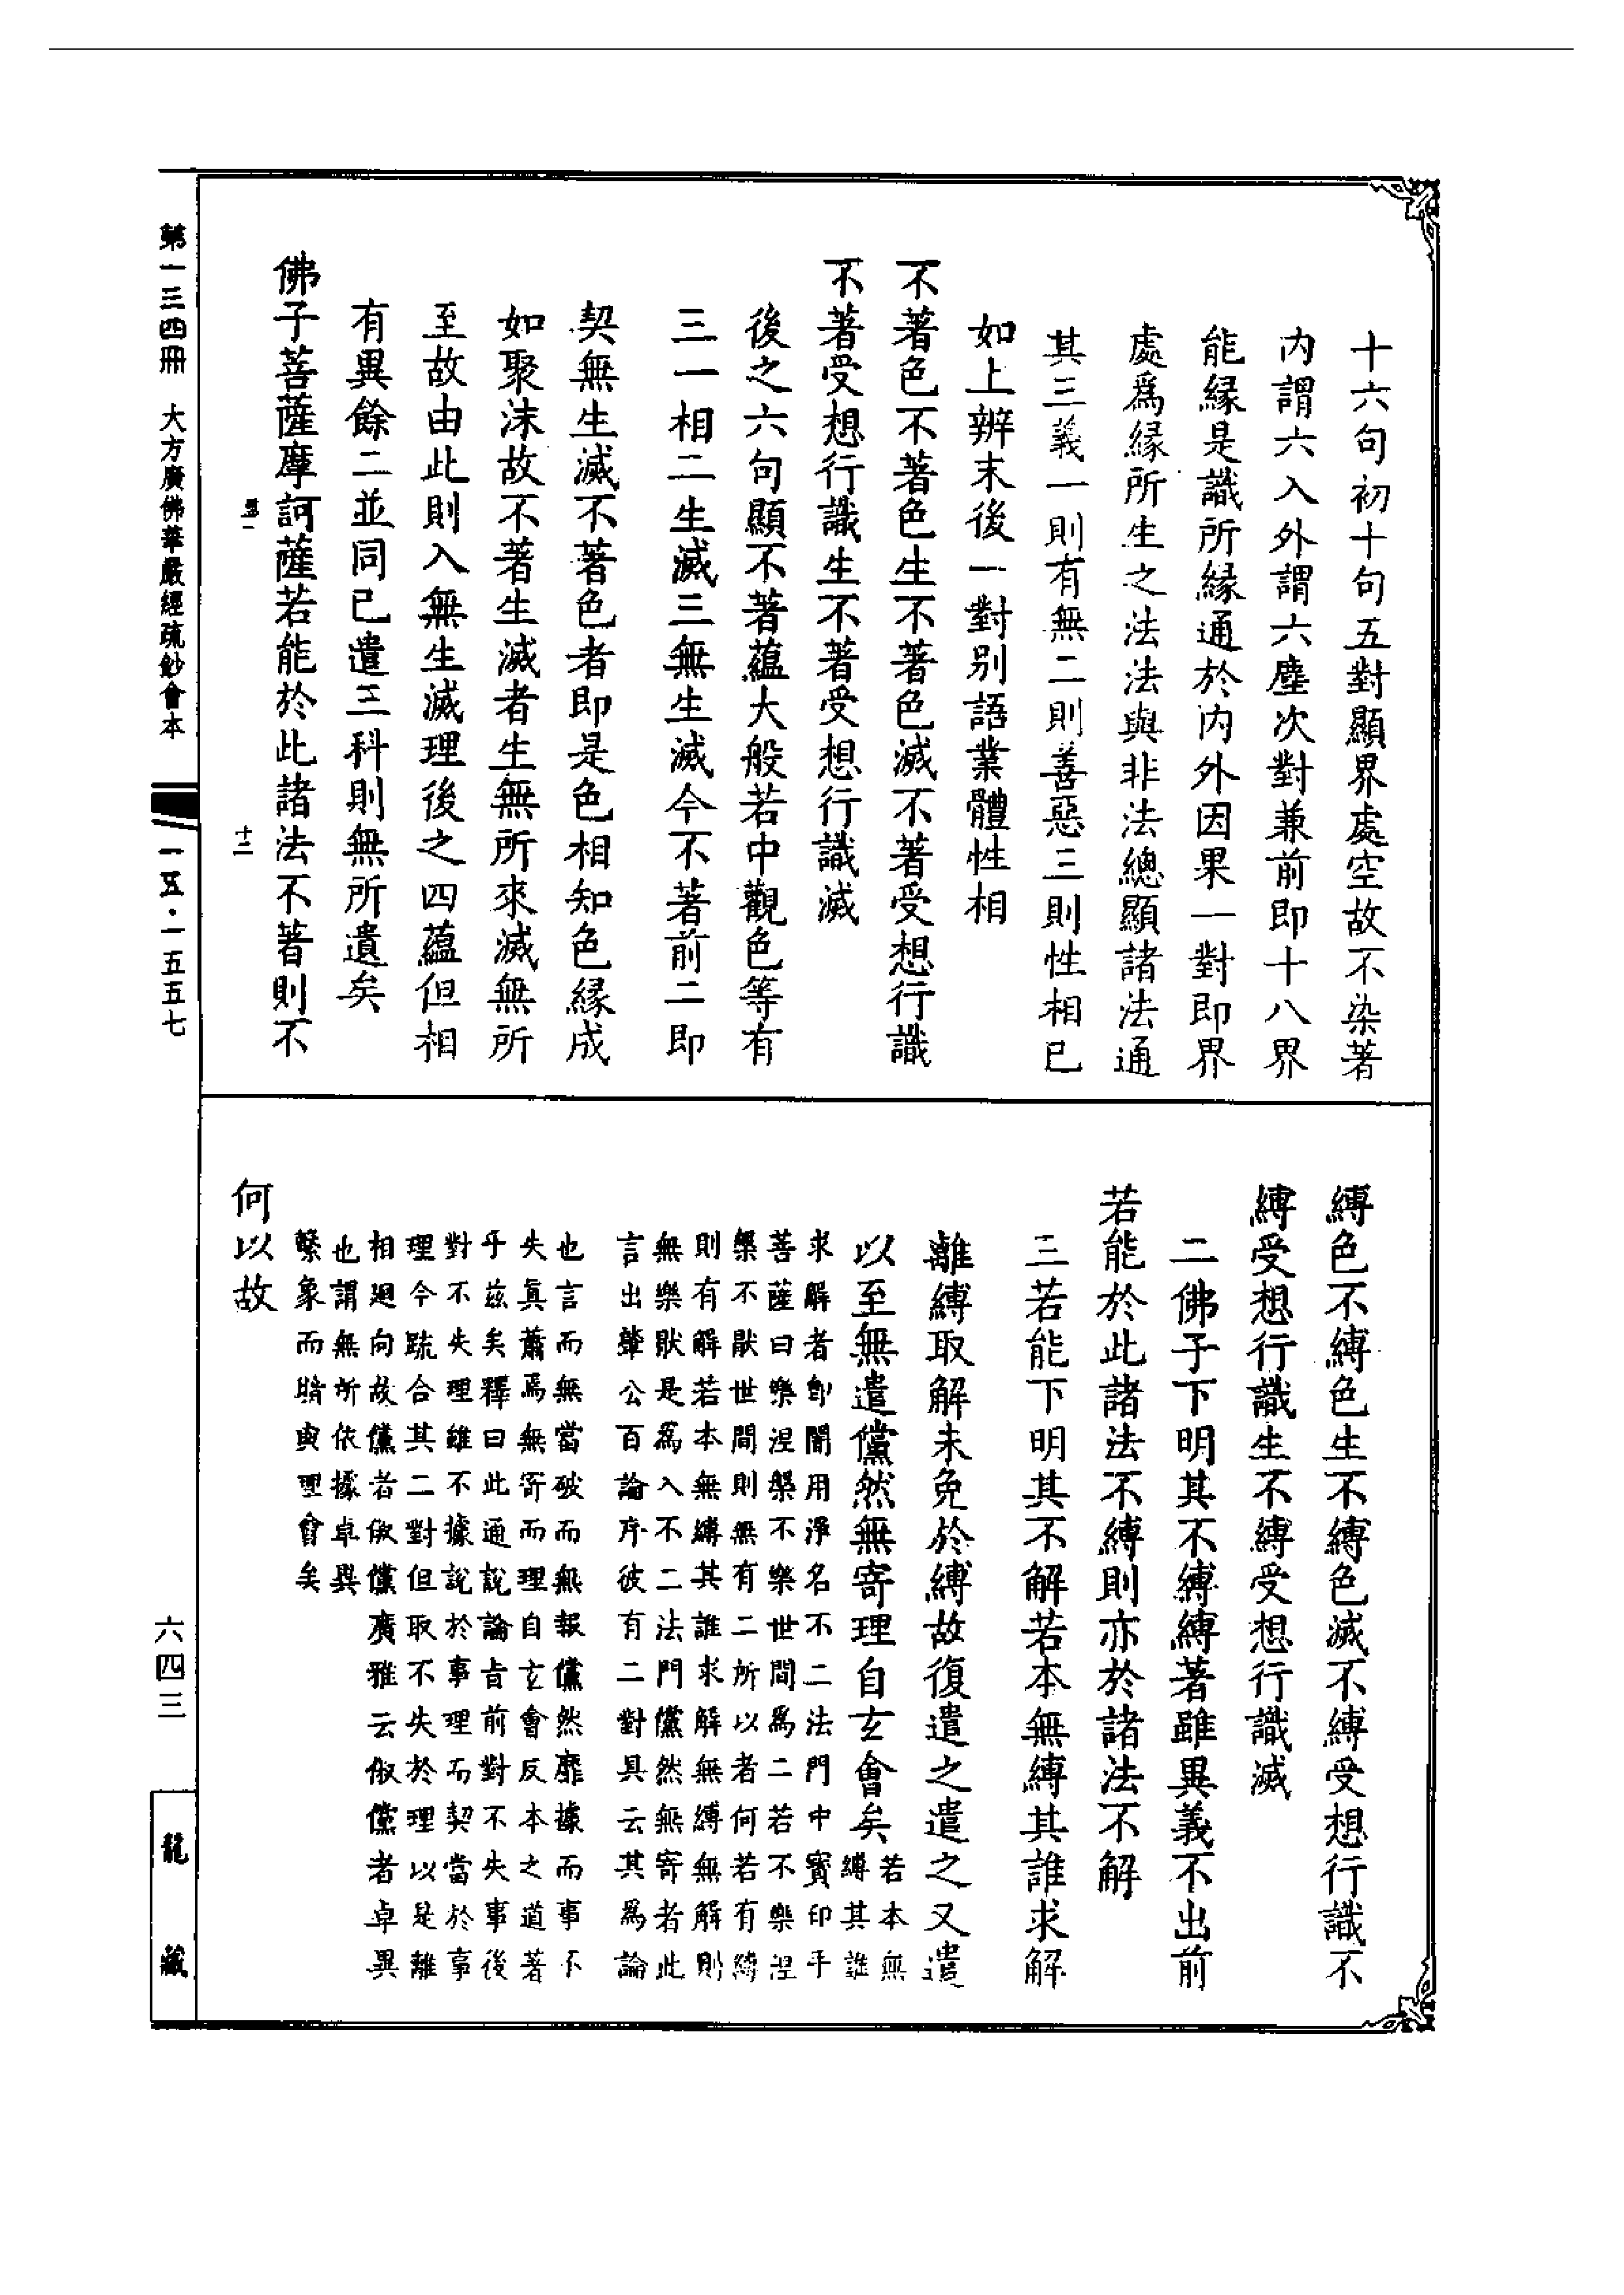 十六句初十句五對顯界處空故不染著
内謂六入外謂六塵次對兼前即十八界
能緣是識所緣通於内外因果一對即界
處爲緣所生之法法與非法總顯諸法通
其三義一則有無二則善惡三則性相已
如上辨末後一對别語業體性相
不著色不著色生不著色滅不著受想行識
不著受想行識生不著受想行識滅
後之六句顯不著蘊大般若中觀色等有
三一相二生滅三無生滅今不著前二即
契無生滅不著色者即是色相知色緣成
如聚沫故不著生滅者生無所來滅無所
至故由此則入無生滅理後之四蘊但相
有異餘二並同已遣三科則無所遺矣
佛子菩薩摩訶薩若能於此諸法不著則不
縛色不縛色生不縛色滅不縛受想行識不
縛受想行識生不縛受想行識滅
二佛子下明其不縛縛著雖異義不出前
若能於此諸法不縛則亦於諸法不解
三若能下明其不解若本無縛其誰求解
離縛取解未免於縛故復遣之遣之又遣
以至無遣儻然無寄理自玄會矣若本無
縛其誰
求解者卽闇用淨名不二法門中寶印手
菩薩曰樂涅槃不樂世間爲二若不樂涅
槃不猒世間則無有二所以者何若有縛
則有解若本無縛其誰求解無縛無解則
無樂猒是爲入不二法門儻然無寄者此
言出肇公百論序彼有二對具云其爲論
也言而無當破而無報儻然靡據而事不
失眞蕭焉無寄而理自玄會反本之道著
乎兹矣釋曰此通說論旨前對不失事後
對不失理雖不據說於事理而契當於事
理今䟽合其二對但取不失於理以是離
相廻向故儻者俶儻廣雅云俶儻者卓異
也謂無所依據卓異
繫象而暗與理會矣
何以故
第一三四冊　大方廣佛華嚴經疏鈔會本
一五·一五五七
六四三
龍藏
十二